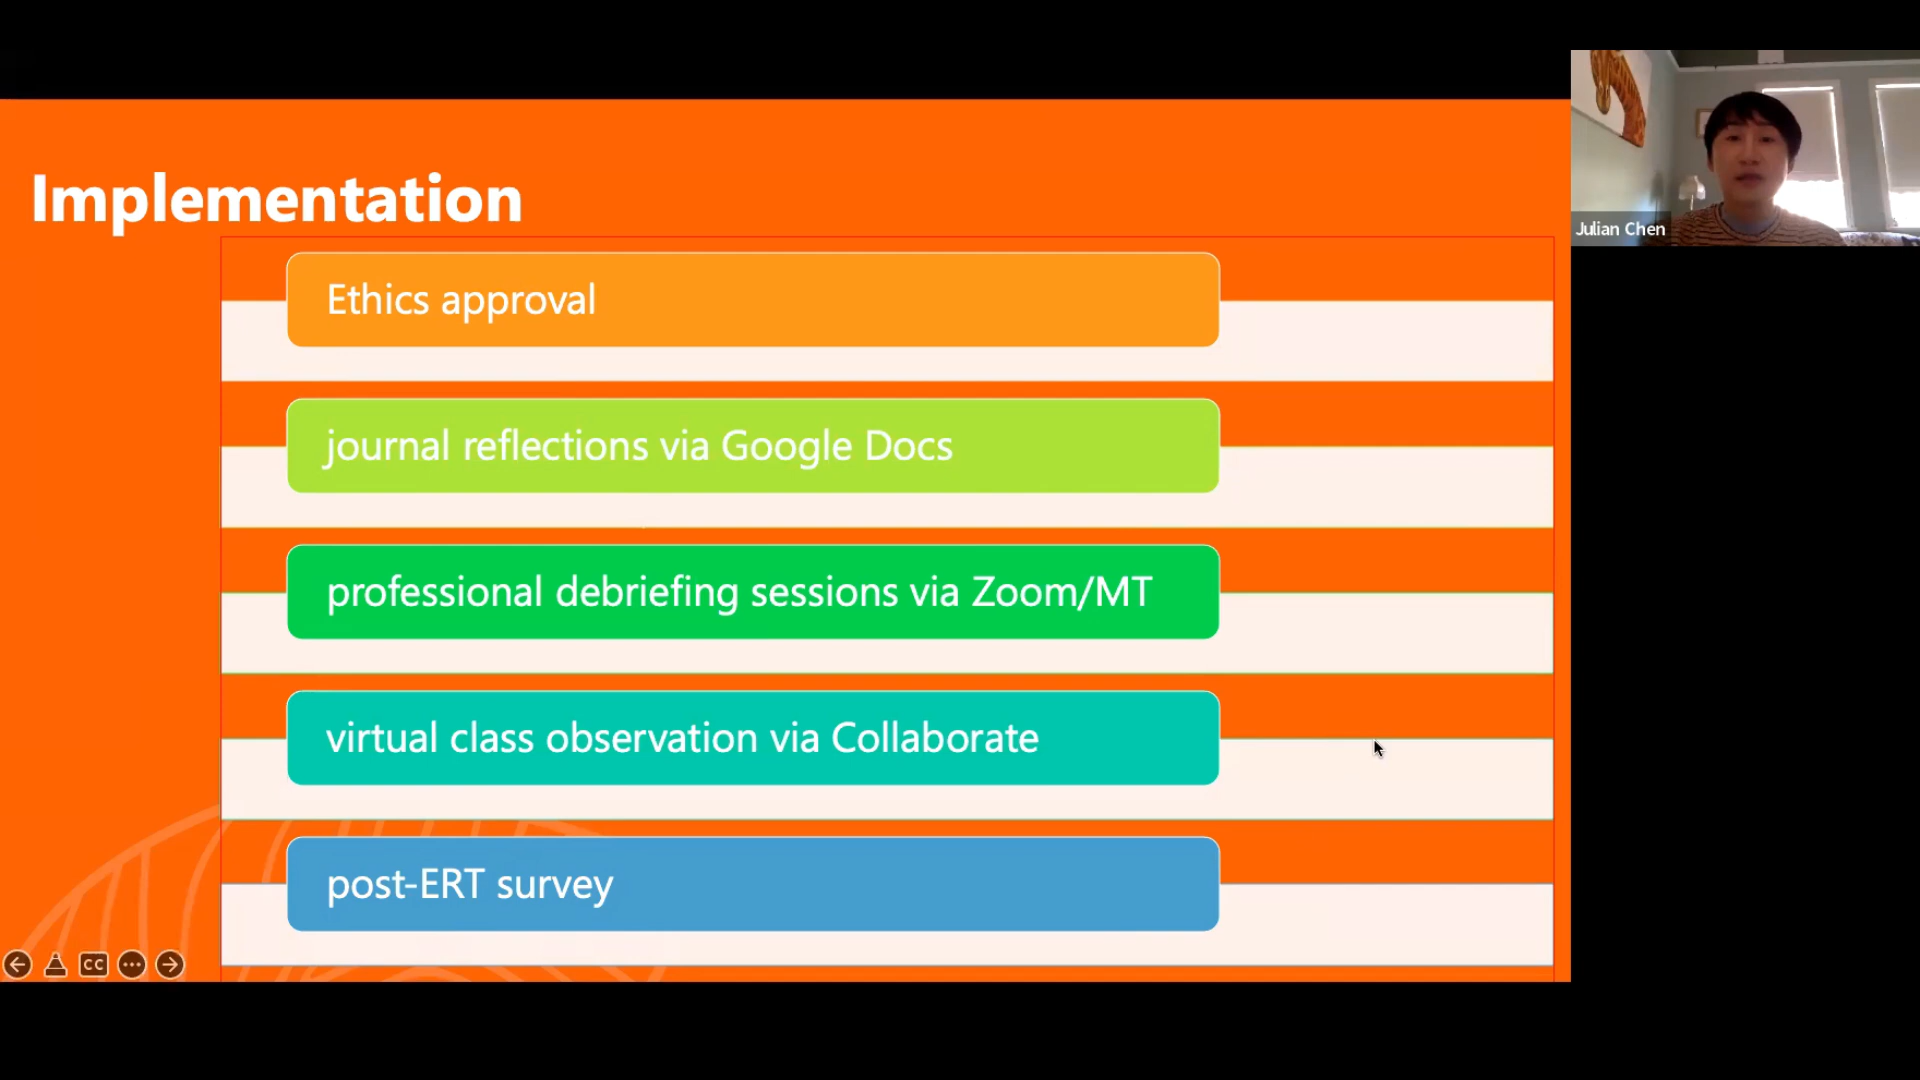 Implementation
Ethics approval
journal reflections via Google Docs
professional debriefing sessions via Zoom/MT
virtual class observation via Collaborate
post-ERT survey
CC
Julian Chen